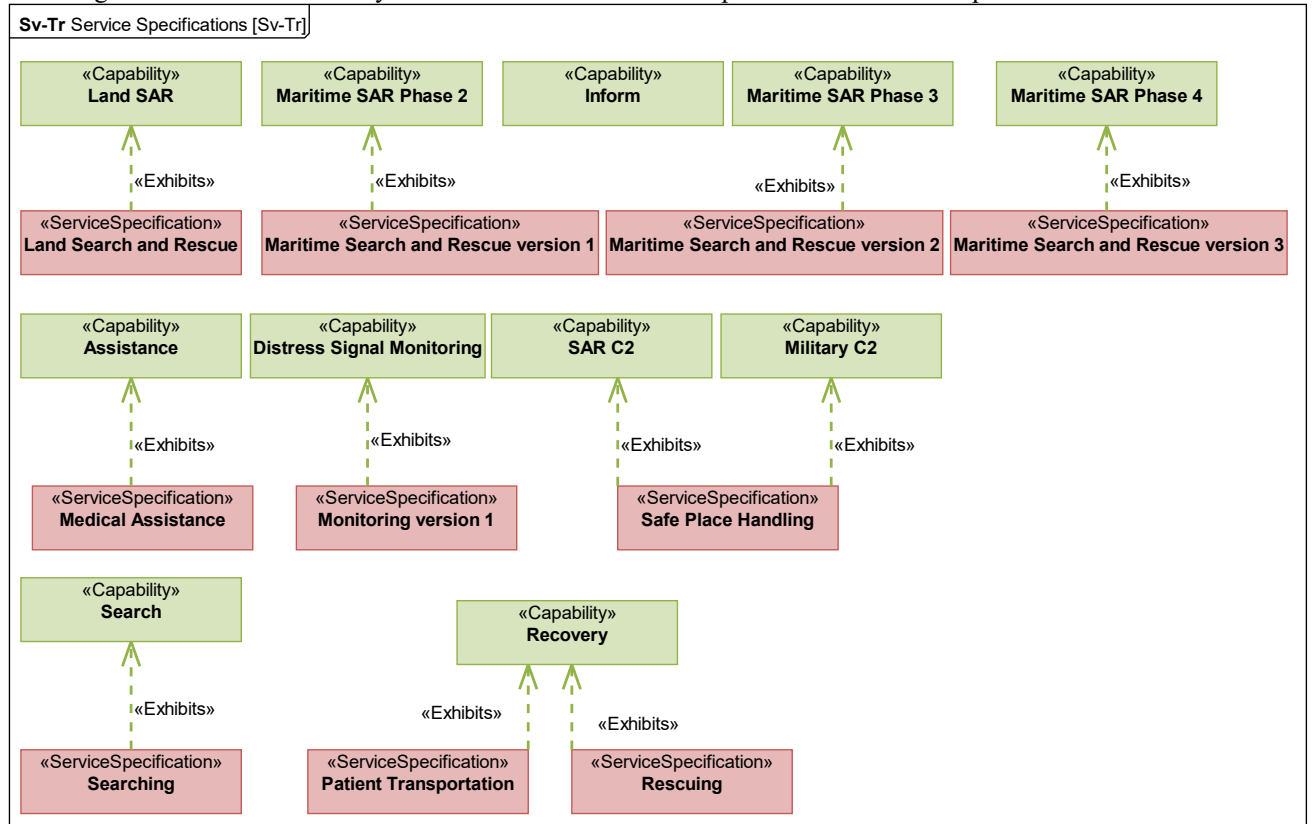 Sv-Tr Service Specifications [Sv-Tr]
«Capability»
Land SAR
«Capability»
Maritime SAR Phase 2
«Capability»
Inform
«Capability»
Maritime SAR Phase 3
«Capability»
Maritime SAR Phase 4
«Exhibits»
«Exhibits»
«Exhibits»
«Exhibits»
«ServiceSpecification»
Land Search and Rescue
«ServiceSpecification»
Maritime Search and Rescue version 1
«ServiceSpecification»
Maritime Search and Rescue version 2
«ServiceSpecification»
Maritime Search and Rescue version 3
«Capability»
Assistance
«Capability»
Distress Signal Monitoring
«Capability»
SAR C2
«Capability»
Military C2
«Exhibits»
«Exhibits»
«Exhibits»
«Exhibits»
«ServiceSpecification»
Medical Assistance
«ServiceSpecification»
Monitoring version 1
«ServiceSpecification»
Safe Place Handling
«Capability»
Search
«Capability»
Recovery
«Exhibits»
«Exhibits»
«Exhibits»
«ServiceSpecification»
Searching
«ServiceSpecification»
Patient Transportation
«ServiceSpecification»
Rescuing